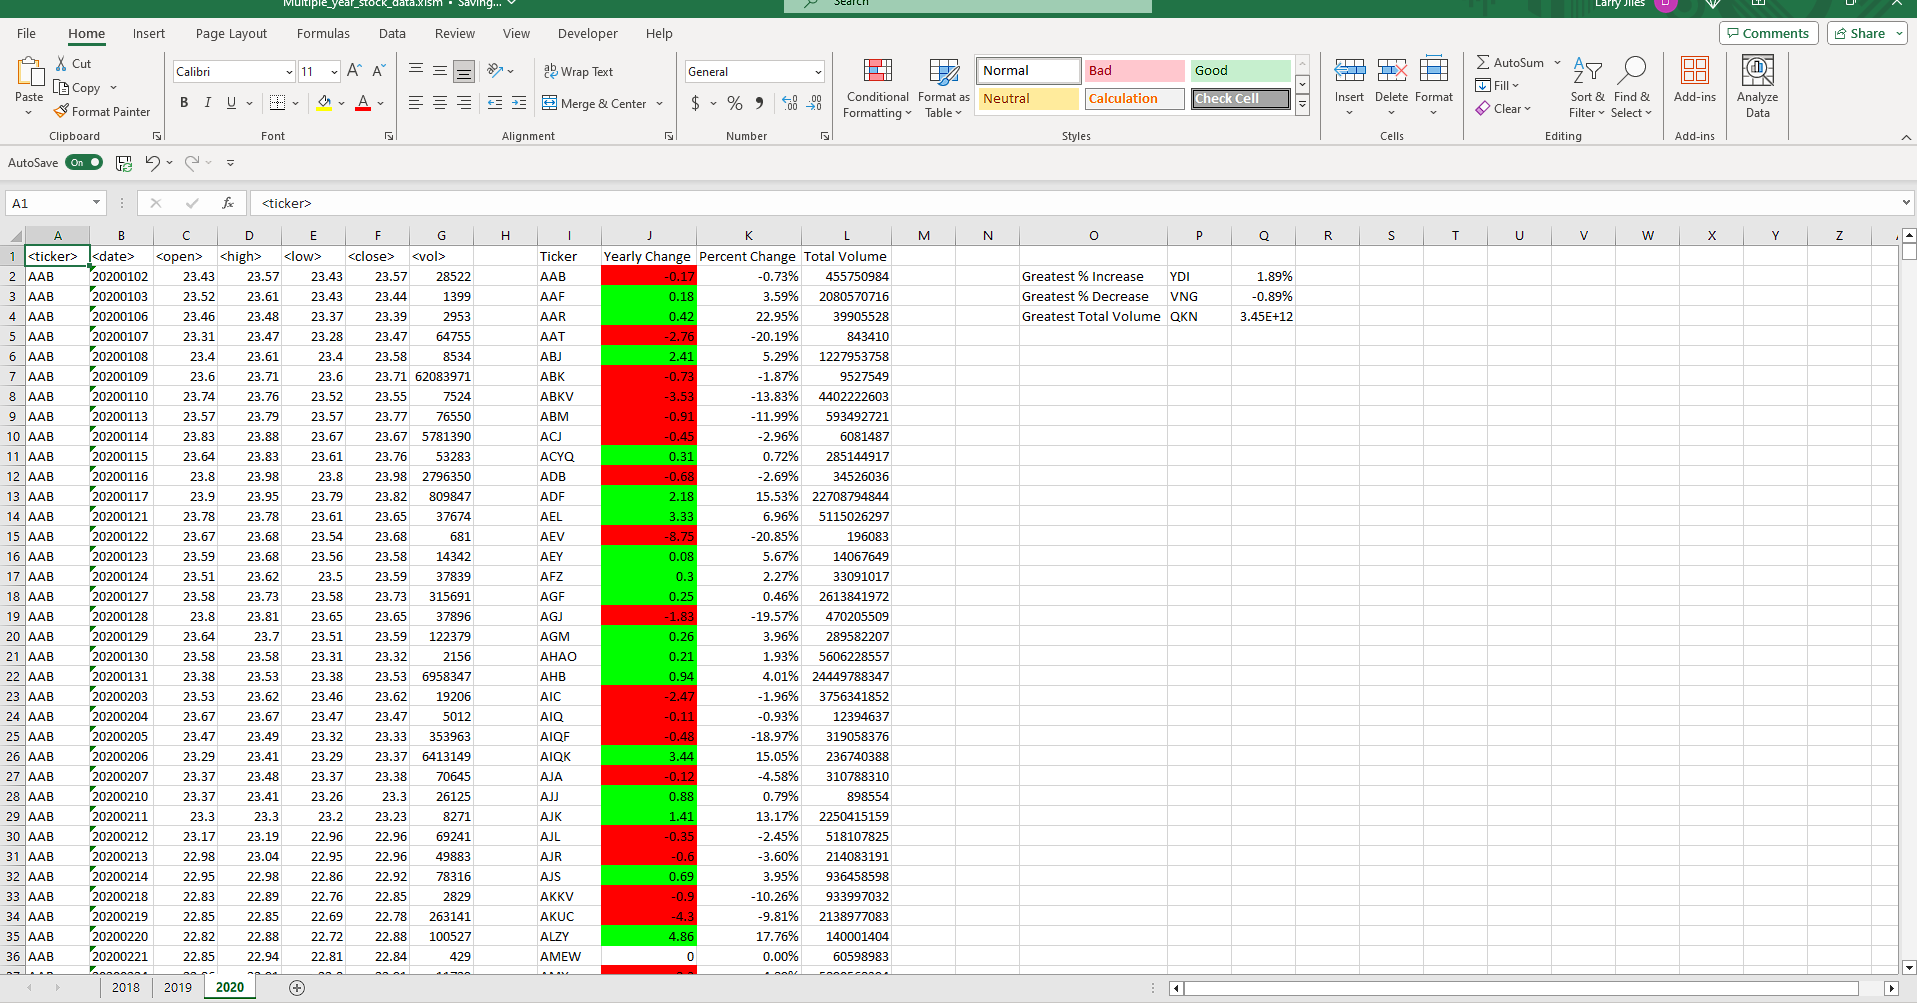 Multiple_year_stock_data.xlsm • Saving...
Search
Larry Jiles
File Home Insert Page Layout Formulas Data Review View Developer Help
Comments Share
Paste
Cut
Copy
Format Painter
Clipboard
Calibri 11
B I U
Font
Wrap Text
Merge & Center
Alignment
General
$ % 9
Number
Conditional Formatting
Format as Table
Normal Bad Good
Neutral Calculation Check Cell
Styles
Insert Delete Format
Cells
AutoSum
Fill
Clear
Sort & Filter
Find & Select
Editing
Add-ins
Add-ins
Analyze Data
AutoSave On
A1 fx <ticker>
A B C D E F G H I J K L M N O P Q R S T U V W X Y Z
1 <ticker> <date> <open> <high> <low> <close> <vol> Ticker Yearly Change Percent Change Total Volume
2 AAB 20200102 23.43 23.57 23.43 23.57 28522 AAB -0.17 -0.73% 455750984 Greatest % Increase YDI 1.89%
3 AAB 20200103 23.52 23.61 23.43 23.44 1399 AAF 0.18 3.59% 2080570716 Greatest % Decrease VNG -0.89%
4 AAB 20200106 23.46 23.48 23.37 23.39 2953 AAR 0.42 22.95% 39905528 Greatest Total Volume QKN 3.45E+12
5 AAB 20200107 23.31 23.47 23.28 23.47 64755 AAT -2.76 -20.19% 843410
6 AAB 20200108 23.4 23.61 23.4 23.58 8534 ABJ 2.41 5.29% 1227953758
7 AAB 20200109 23.6 23.71 23.6 23.71 62083971 ABK -0.73 -1.87% 9527549
8 AAB 20200110 23.74 23.76 23.52 23.55 7524 ABKV -3.53 -13.83% 4402222603
9 AAB 20200113 23.57 23.79 23.57 23.77 76550 ABM -0.91 -11.99% 593492721
10 AAB 20200114 23.83 23.88 23.67 23.67 5781390 ACJ -0.45 -2.96% 6081487
11 AAB 20200115 23.64 23.83 23.61 23.76 53283 ACYQ 0.31 0.72% 285144917
12 AAB 20200116 23.8 23.98 23.8 23.98 2796350 ADB -0.68 -2.69% 34526036
13 AAB 20200117 23.9 23.95 23.79 23.82 809847 ADF 2.18 15.53% 22708794844
14 AAB 20200121 23.78 23.78 23.61 23.65 37674 AEL 3.33 6.96% 5115026297
15 AAB 20200122 23.67 23.68 23.54 23.68 681 AEV -8.75 -20.85% 196083
16 AAB 20200123 23.59 23.68 23.56 23.58 14342 AEY 0.08 5.67% 14067649
17 AAB 20200124 23.51 23.62 23.5 23.59 37839 AFZ 0.3 2.27% 33091017
18 AAB 20200127 23.58 23.73 23.58 23.73 315691 AGF 0.25 0.46% 2613841972
19 AAB 20200128 23.8 23.81 23.65 23.65 37896 AGJ -1.83 -19.57% 470205509
20 AAB 20200129 23.64 23.7 23.51 23.59 122379 AGM 0.26 3.96% 289582207
21 AAB 20200130 23.58 23.58 23.31 23.32 2156 AHAO 0.21 1.93% 5606228557
22 AAB 20200131 23.38 23.53 23.38 23.53 6958347 AHB 0.94 4.01% 24449788347
23 AAB 20200203 23.53 23.62 23.46 23.62 19206 AIC -2.47 -1.96% 3756341852
24 AAB 20200204 23.67 23.67 23.47 23.47 5012 AIQ -0.11 -0.93% 12394637
25 AAB 20200205 23.47 23.49 23.32 23.33 353963 AIQF -0.48 -18.97% 319058376
26 AAB 20200206 23.29 23.41 23.29 23.37 6413149 AIQK 3.44 15.05% 236740388
27 AAB 20200207 23.37 23.48 23.37 23.38 70645 AJA -0.12 -4.58% 310788310
28 AAB 20200210 23.37 23.41 23.26 23.3 26125 AJJ 0.88 0.79% 898554
29 AAB 20200211 23.3 23.3 23.2 23.23 8271 AJK 1.41 13.17% 2250415159
30 AAB 20200212 23.17 23.19 22.96 22.96 69241 AJL -0.35 -2.45% 518107825
31 AAB 20200213 22.98 23.04 22.95 22.96 49883 AJR -0.6 -3.60% 214083191
32 AAB 20200214 22.95 22.98 22.86 22.92 78316 AJS 0.69 3.95% 936458598
33 AAB 20200218 22.83 22.89 22.76 22.85 2829 AKKV -0.9 -10.26% 933997032
34 AAB 20200219 22.85 22.85 22.69 22.78 263141 AKUC -4.3 -9.81% 2138977083
35 AAB 20200220 22.82 22.88 22.72 22.88 100527 ALZY 4.86 17.76% 140001404
36 AAB 20200221 22.85 22.94 22.81 22.84 429 AMEW 0 0.00% 60598983
2018 2019 2020